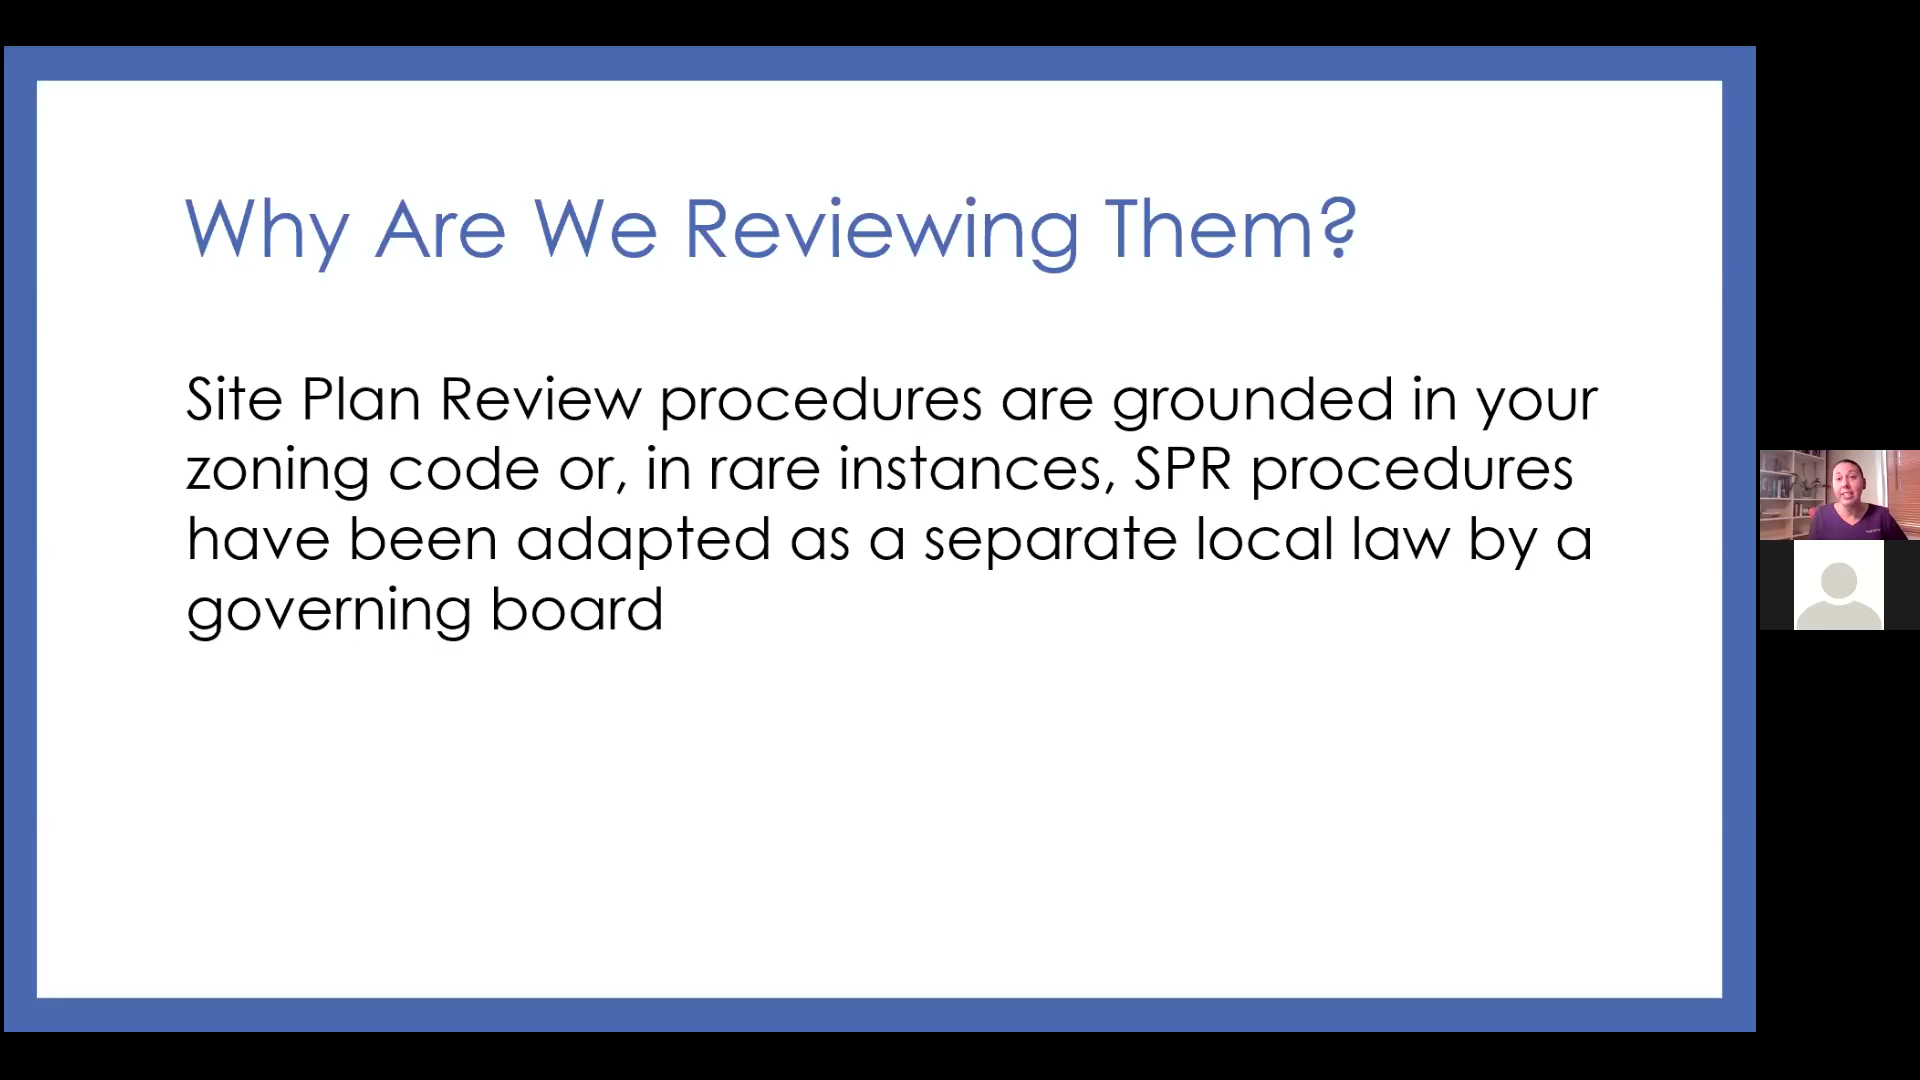 Why Are We Reviewing Them?
Site Plan Review procedures are grounded in your
zoning code or, in rare instances, SPR procedures
have been adapted as a separate local law by a
governing board